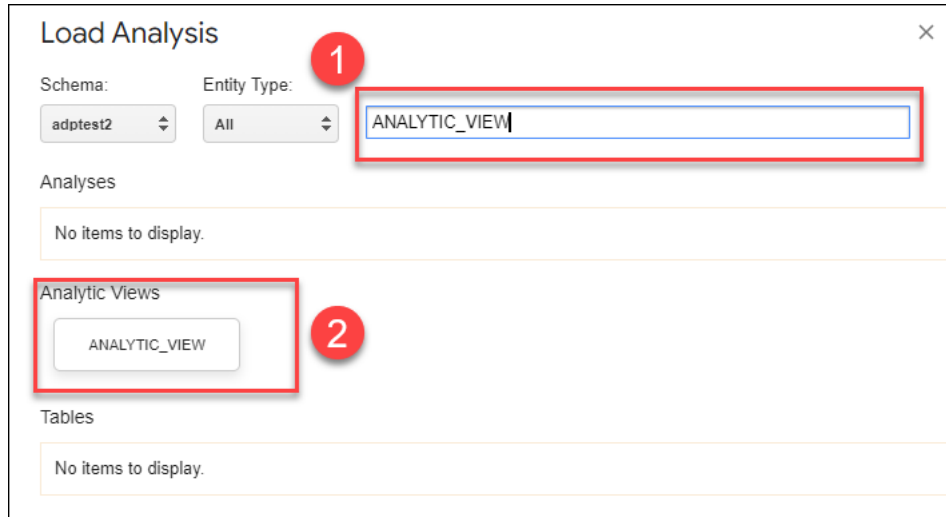 Load Analysis
1
Schema:
Entity Type:
adptest2
All
ANALYTIC_VIEW
Analyses
No items to display.
Analytic Views
ANALYTIC_VIEW
2
Tables
No items to display.